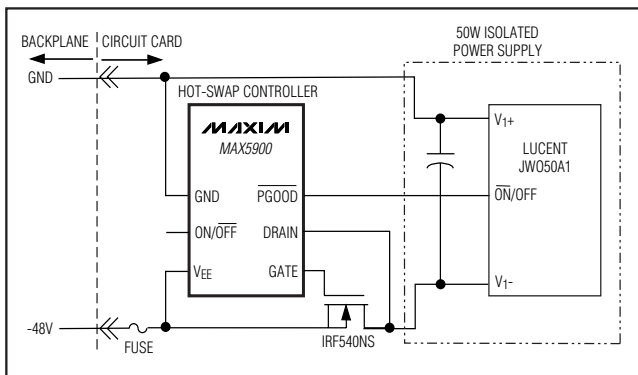 50W ISOLATED
POWER SUPPLY
BACKPLANE
CIRCUIT CARD
GND
HOT-SWAP CONTROLLER
MAXIM
MAX5900
GND
PGOOD
ON/OFF
DRAIN
VEE
GATE
V1+
LUCENT
JWO50A1
ON/OFF
V1-
-48V
FUSE
IRF540NS